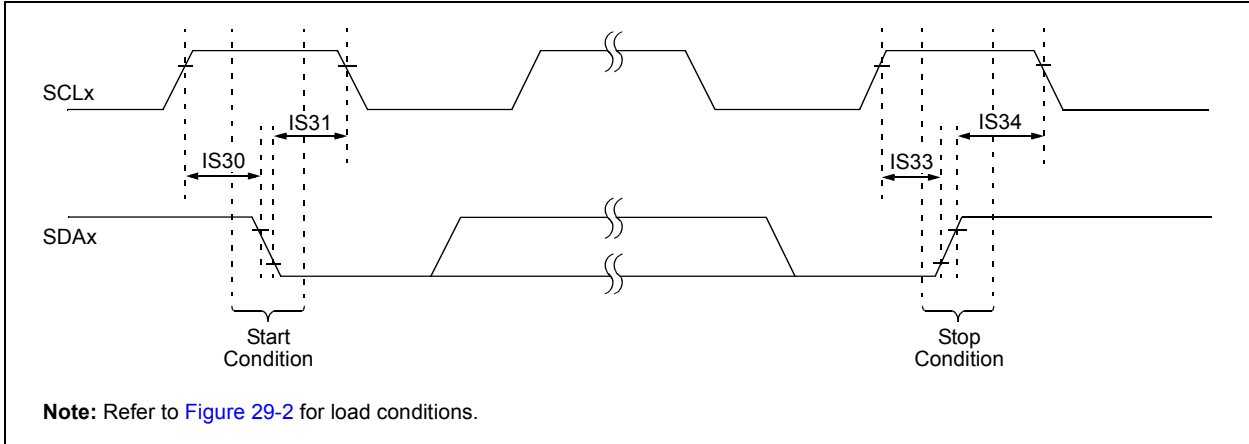 SCLx
IS31
IS34
IS30
IS33
SDAx
Start
Condition
Stop
Condition
Note: Refer to Figure 29-2 for load conditions.